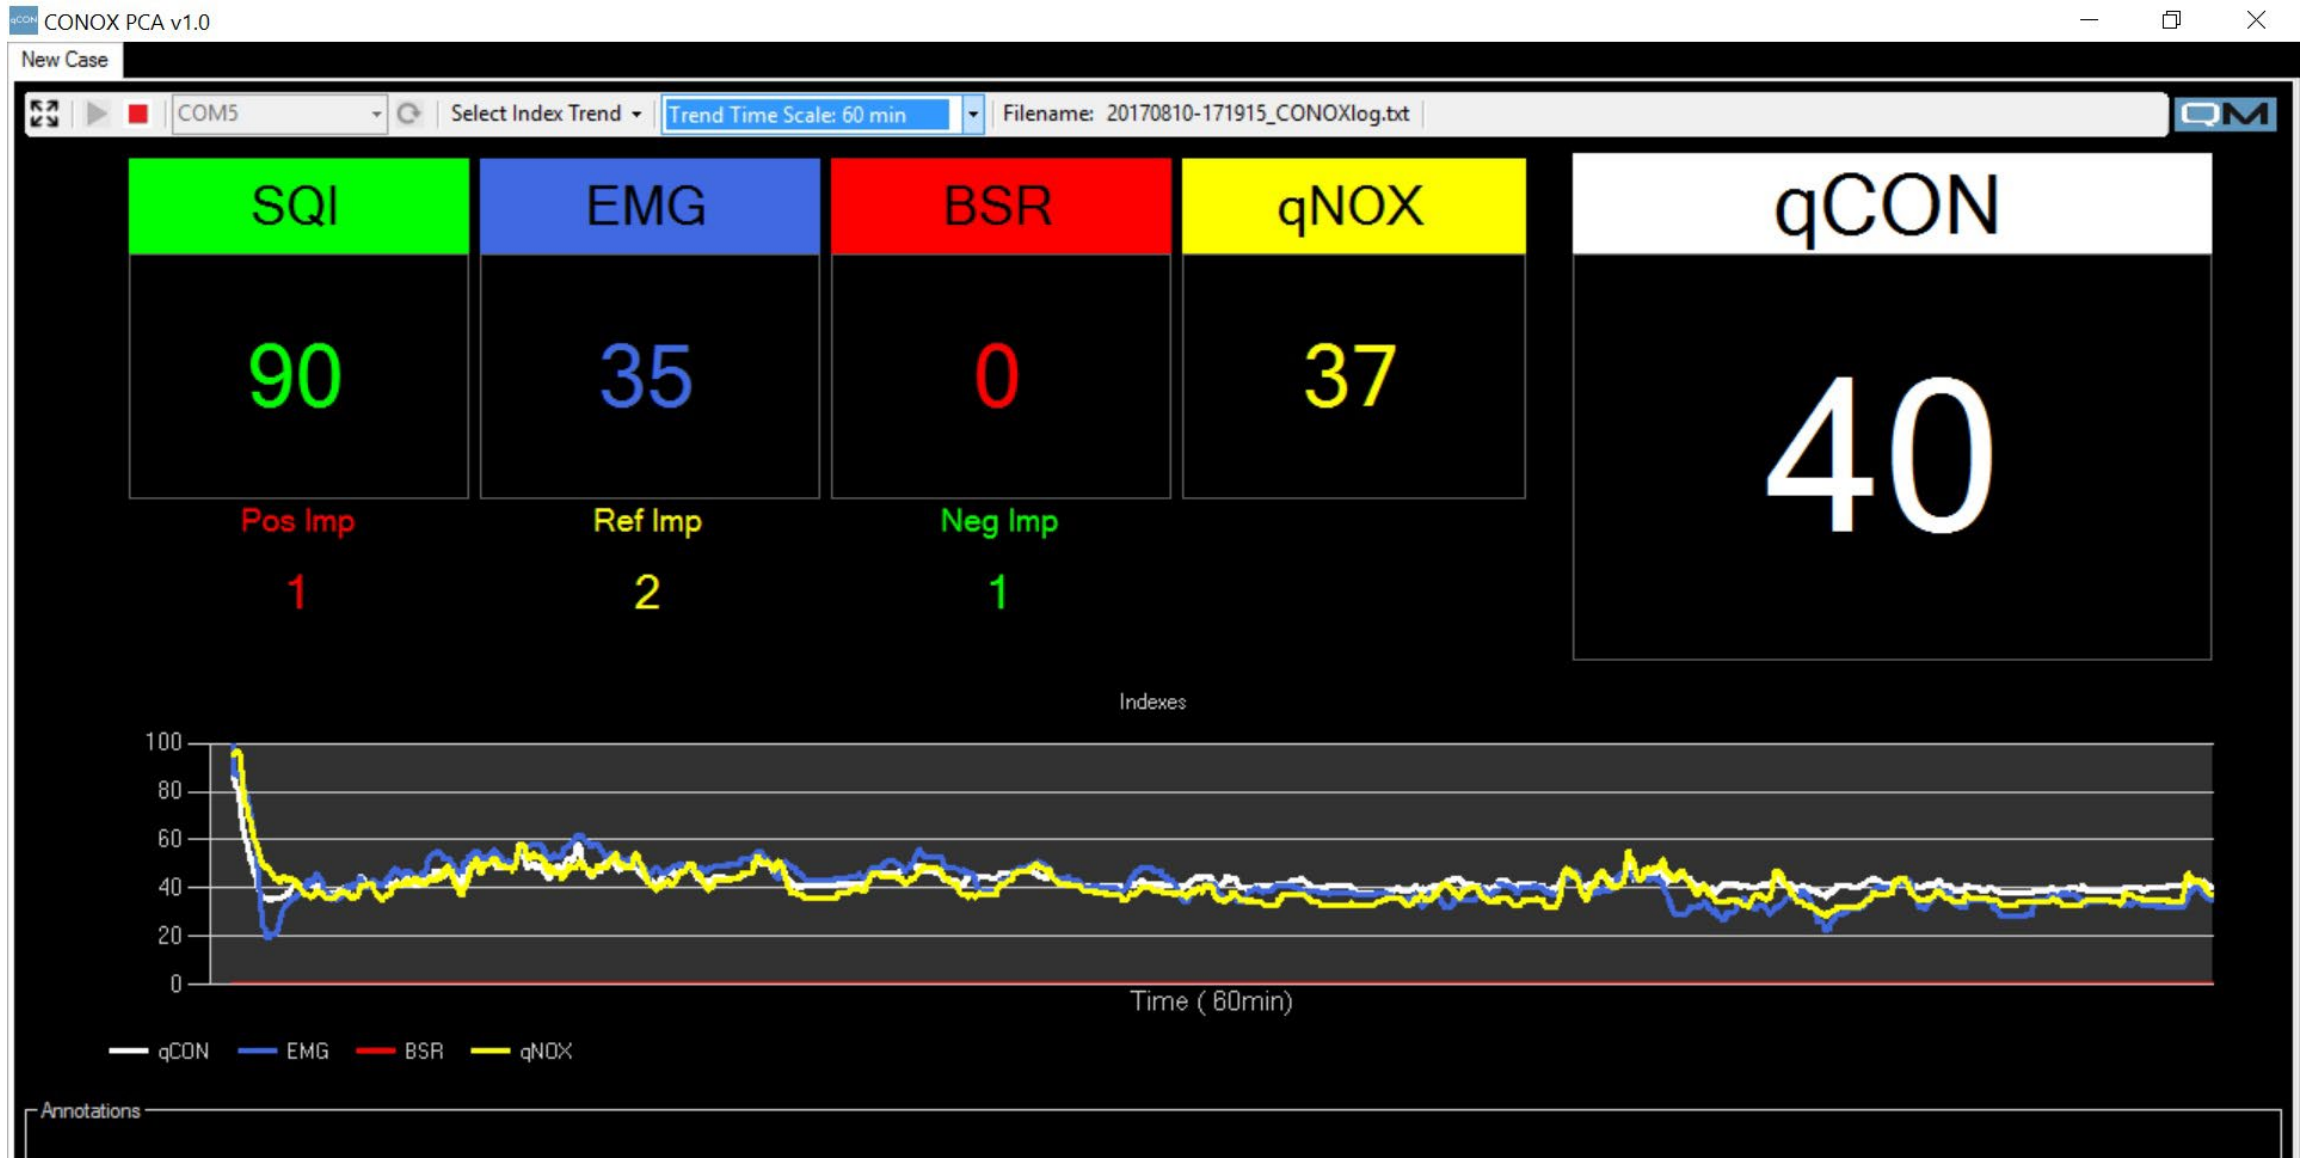 qCON CONOX PCA v1.0
New Case
COM5 Select Index Trend Trend Time Scale: 60 min Filename: 20170810-171915_CONOXlog.txt QM
SQI EMG BSR qNOX qCON
90 35 0 37 40
Pos Imp Ref Imp Neg Imp
1 2 1
Indexes
100
80
60
40
20
0
Time ( 60min)
qCON EMG BSR qNOX
Annotations